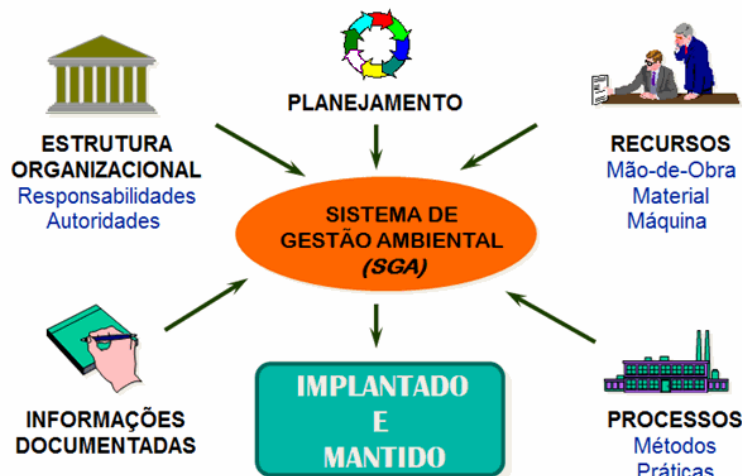 PLANEJAMENTO
ESTRUTURA
ORGANIZACIONAL
Responsabilidades
Autoridades
RECURSOS
Mão-de-Obra
Material
Máquina
SISTEMA DE
GESTÃO AMBIENTAL
(SGA)
INFORMAÇÕES
DOCUMENTADAS
IMPLANTADO
E
MANTIDO
PROCESSOS
Métodos
Práticas